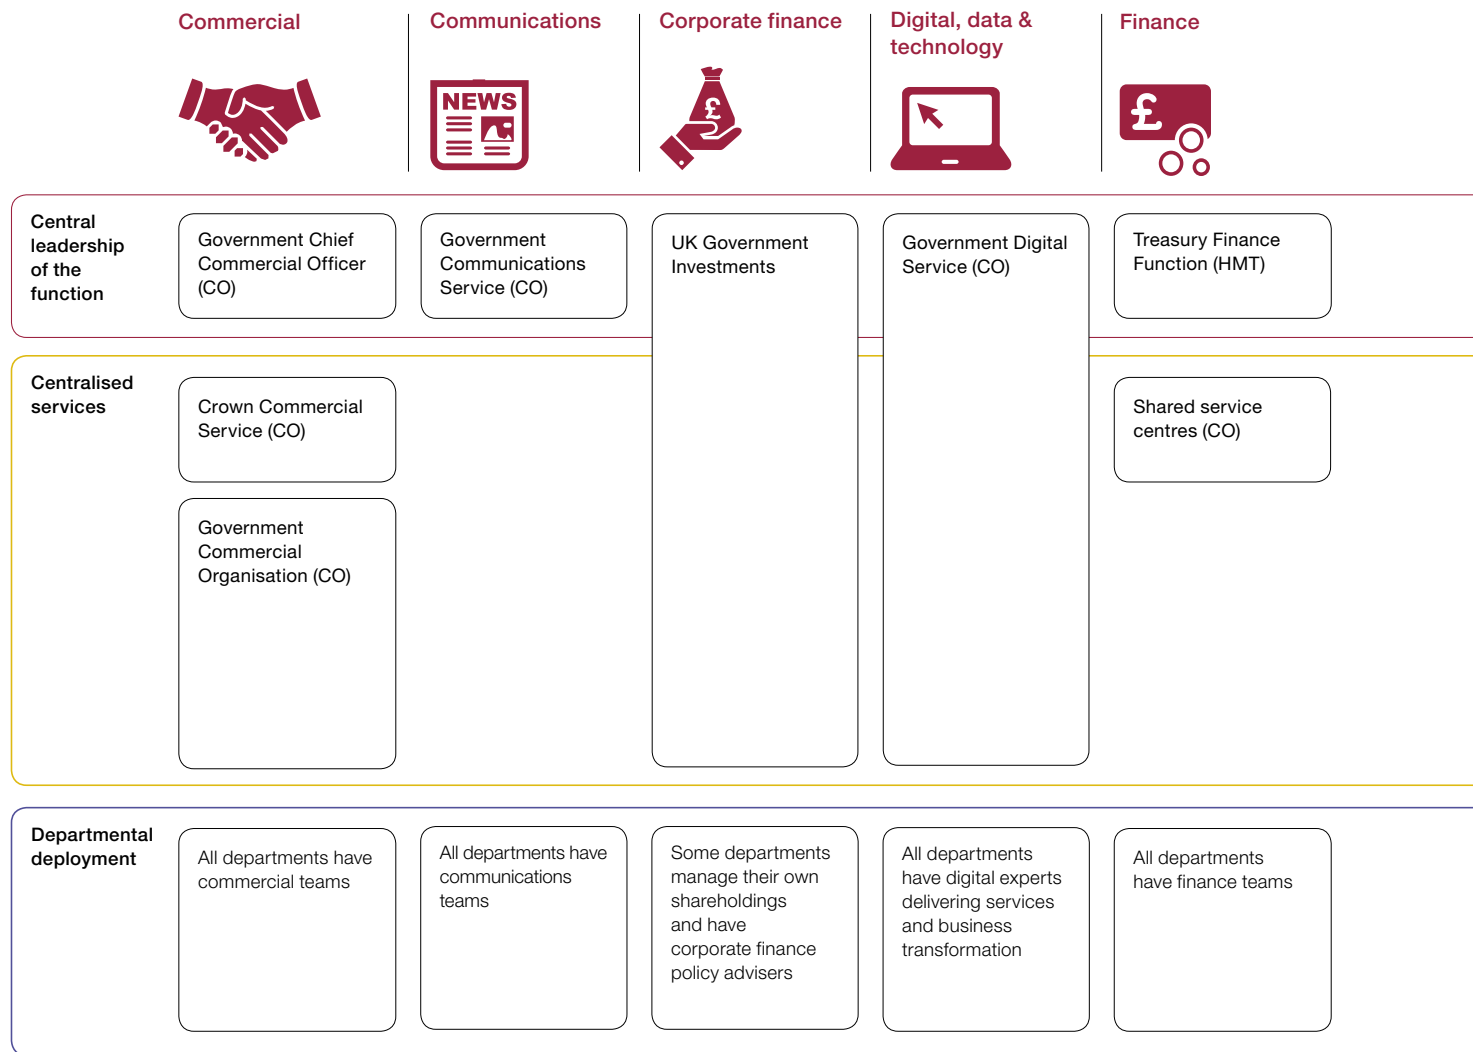 Commercial
Communications
Corporate finance
Digital, data &
technology
Finance
NEWS
£
£
Central
leadership
of the
function
Government Chief
Commercial Officer
(CO)
Government
Communications
Service (CO)
UK Government
Investments
Government Digital
Service (CO)
Treasury Finance
Function (HMT)
Centralised
services
Crown Commercial
Service (CO)
Shared service
centres (CO)
Government
Commercial
Organisation (CO)
Departmental
deployment
All departments have
commercial teams
All departments have
communications
teams
Some departments
manage their own
shareholdings
and have
corporate finance
policy advisers
All departments
have digital experts
delivering services
and business
transformation
All departments
have finance teams